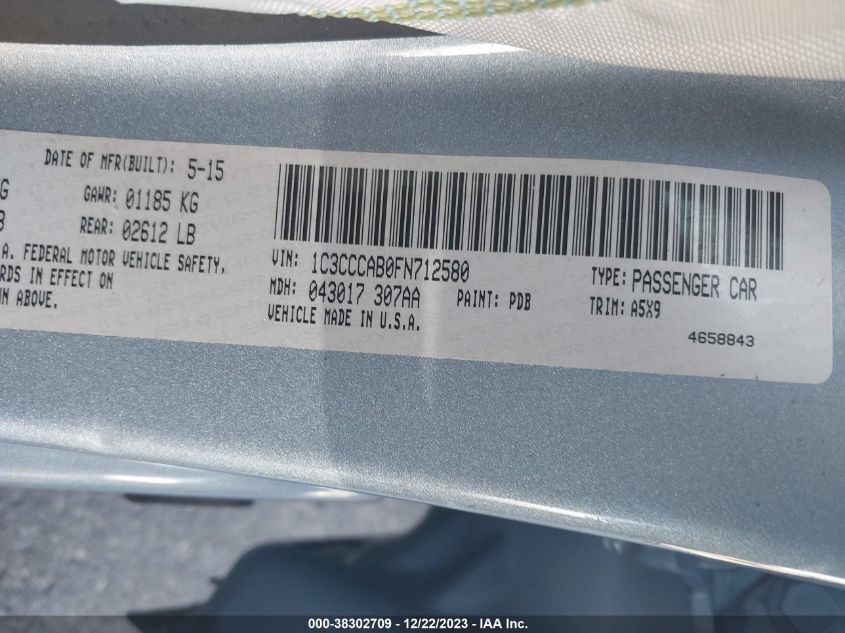 DATE OF MFR(BUILT): 5-15
GAWR: 01185 KG
REAR: 02612 LB
A. FEDERAL MOTOR VEHICLE SAFETY,
RDS IN EFFECT ON
N ABOVE.
VIN: 1C3CCCAB0FN712580
MDH: 043017 307AA PAINT: PDB
VEHICLE MADE IN U.S.A.
TYPE: PASSENGER CAR
TRIM: A5X9
4658843
000-38302709 - 12/22/2023 - IAA Inc.